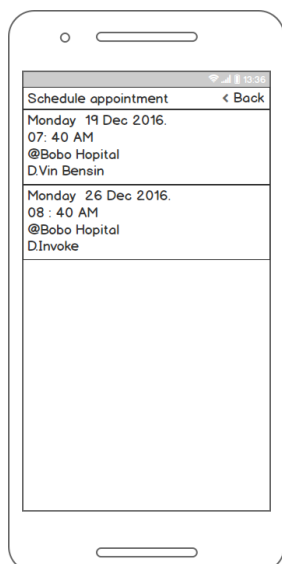 13:36
Schedule appointment < Back
Monday 19 Dec 2016.
07: 40 AM
@Bobo Hopital
D.Vin Bensin
Monday 26 Dec 2016.
08 : 40 AM
@Bobo Hopital
D.Invoke